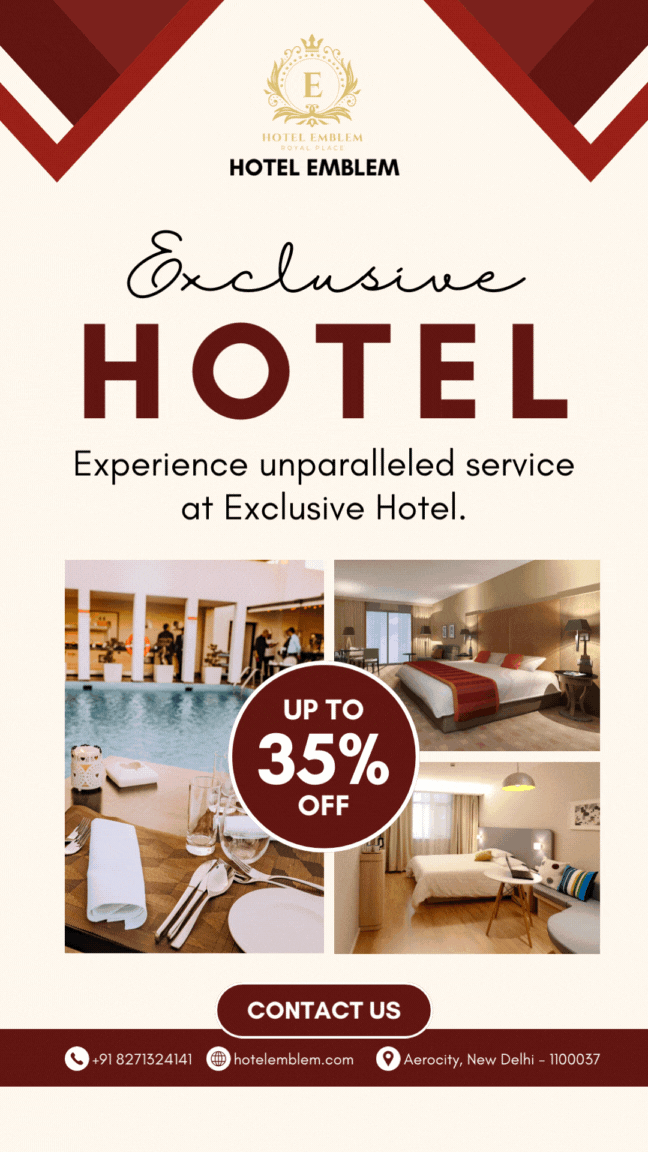 E
HOTEL EMBLEM
ROYAL PLACE
HOTEL EMBLEM
Exclusive
HOTEL
Experience unparalleled service
at Exclusive Hotel.
UP TO
35%
OFF
CONTACT US
+91 8271324141 hotelemblem.com Aerocity, New Delhi - 1100037